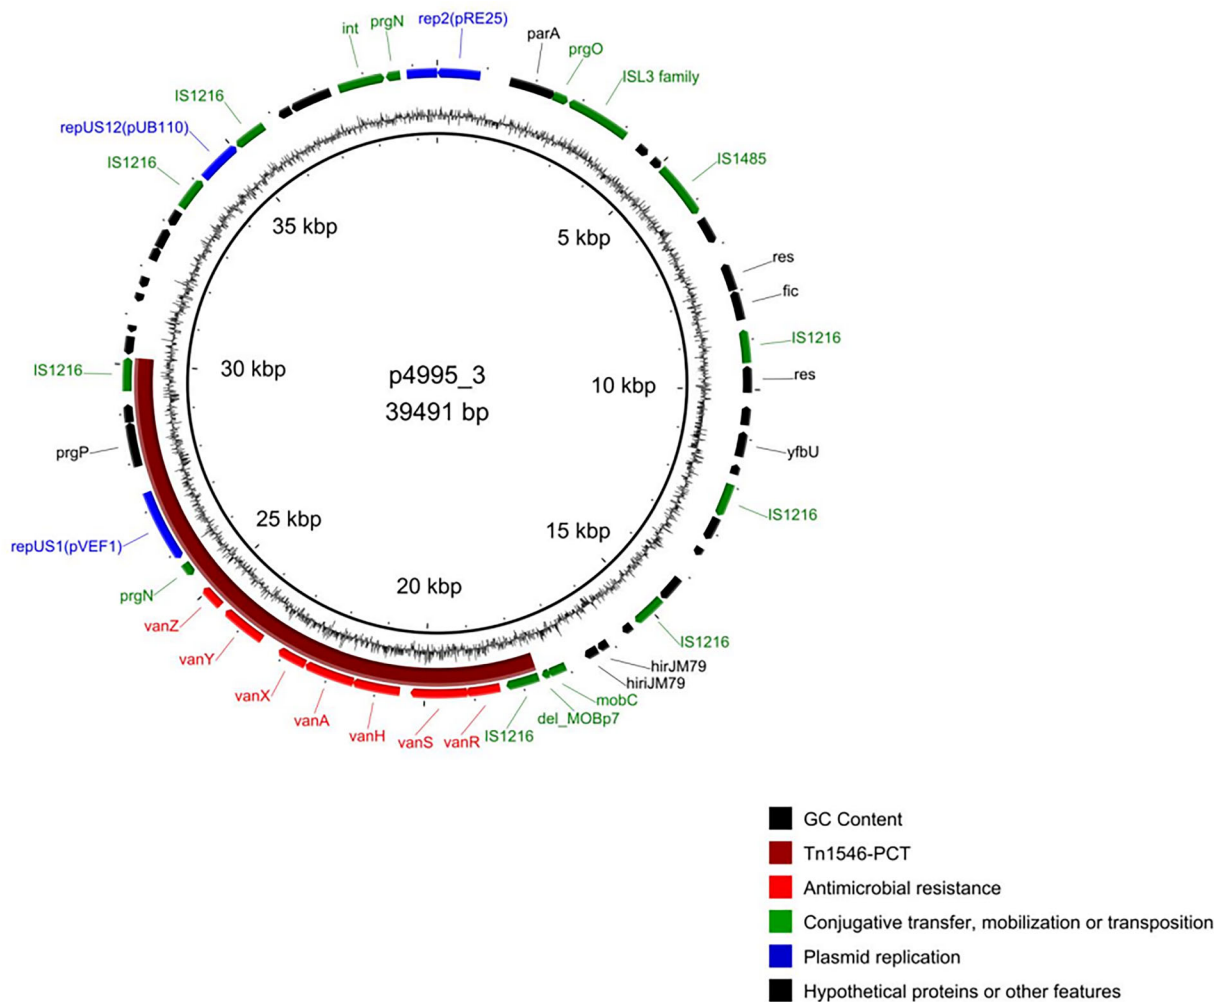 rep2(pRE25)
parA
prgO
ISL3 family
IS1485
res
fic
IS1216
res
yfbU
IS1216
IS1216
hirJM79
hiriJM79
mobC
del_MOBp7
IS1216
vanR
vanS
vanH
vanA
vanX
vanY
vanZ
prgN
repUS1(pVEF1)
prgP
IS1216
IS1216
repUS12(pUB110)
IS1216
int
prgN
5 kbp
10 kbp
15 kbp
20 kbp
25 kbp
30 kbp
35 kbp
p4995_3
39491 bp
GC Content
Tn1546-PCT
Antimicrobial resistance
Conjugative transfer, mobilization or transposition
Plasmid replication
Hypothetical proteins or other features